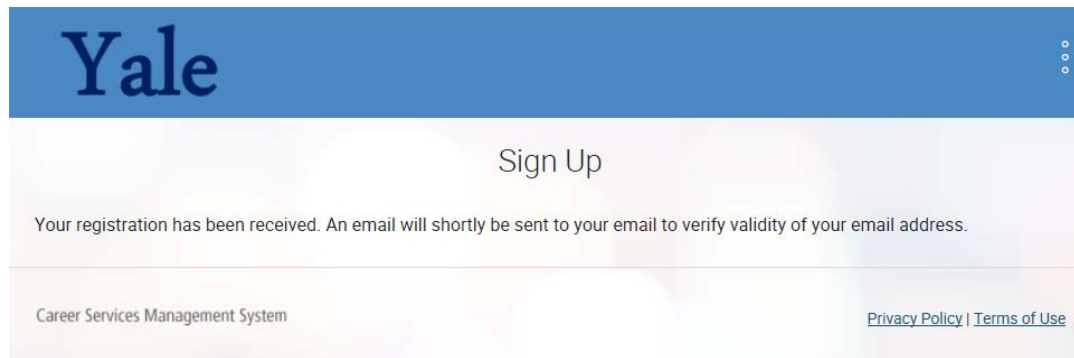 Yale
Sign Up
Your registration has been received. An email will shortly be sent to your email to verify validity of your email address.
Career Services Management System
Privacy Policy | Terms of Use